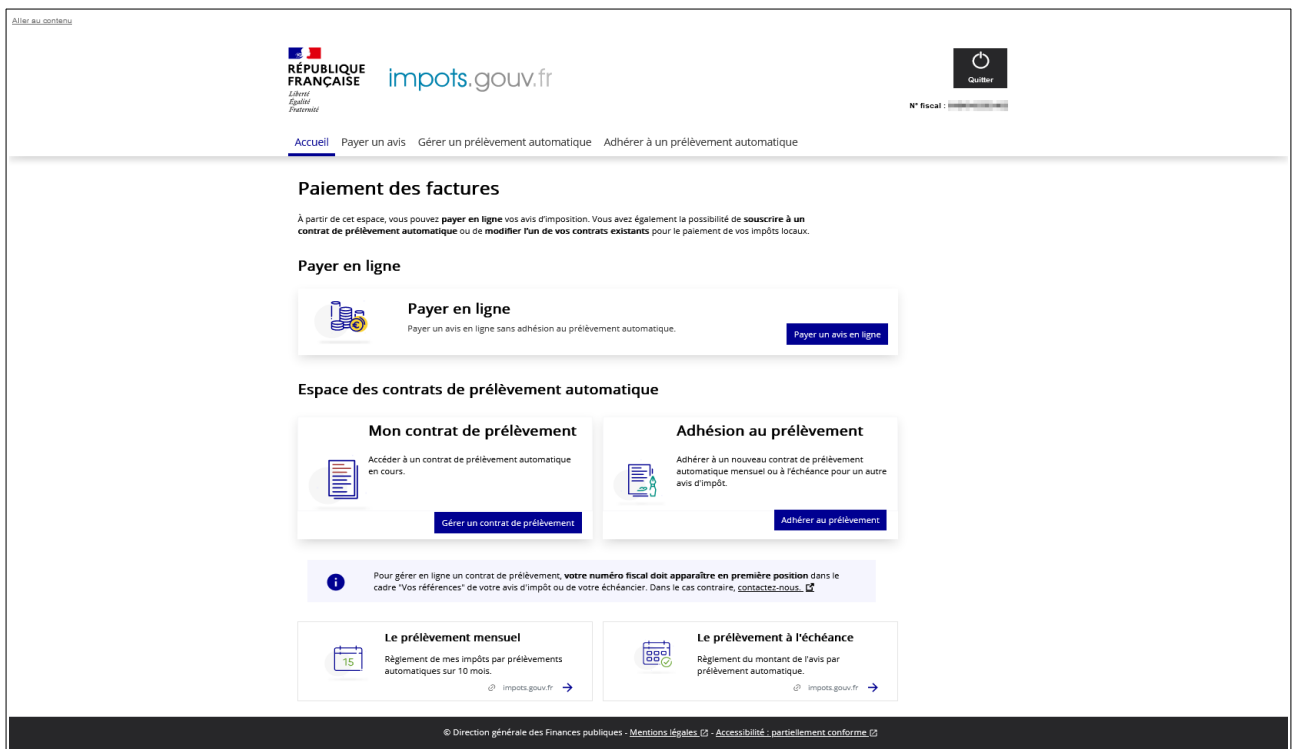 Aller au contenu
RÉPUBLIQUE
FRANÇAISE
Liberté
Égalité
Fraternité
impots.gouv.fr
Quitter
N° fiscal :
Accueil Payer un avis Gérer un prélèvement automatique Adhérer à un prélèvement automatique
Paiement des factures
À partir de cet espace, vous pouvez payer en ligne vos avis d'imposition. Vous avez également la possibilité de souscrire à un
contrat de prélèvement automatique ou de modifier l'un de vos contrats existants pour le paiement de vos impôts locaux.
Payer en ligne
Payer en ligne
Payer un avis en ligne sans adhésion au prélèvement automatique.
Payer un avis en ligne
Espace des contrats de prélèvement automatique
Mon contrat de prélèvement
Accéder à un contrat de prélèvement automatique
en cours.
Gérer un contrat de prélèvement
Adhésion au prélèvement
Adhérer à un nouveau contrat de prélèvement
automatique mensuel ou à l'échéance pour un autre
avis d'impôt.
Adhérer au prélèvement
Pour gérer en ligne un contrat de prélèvement, votre numéro fiscal doit apparaître en première position dans le
cadre "Vos références" de votre avis d'impôt ou de votre échéancier. Dans le cas contraire, contactez-nous.
15
Le prélèvement mensuel
Règlement de mes impôts par prélèvements
automatiques sur 10 mois.
impots.gouv.fr
Le prélèvement à l'échéance
Règlement du montant de l'avis par
prélèvement automatique.
impots.gouv.fr
© Direction générale des Finances publiques - Mentions légales - Accessibilité : partiellement conforme